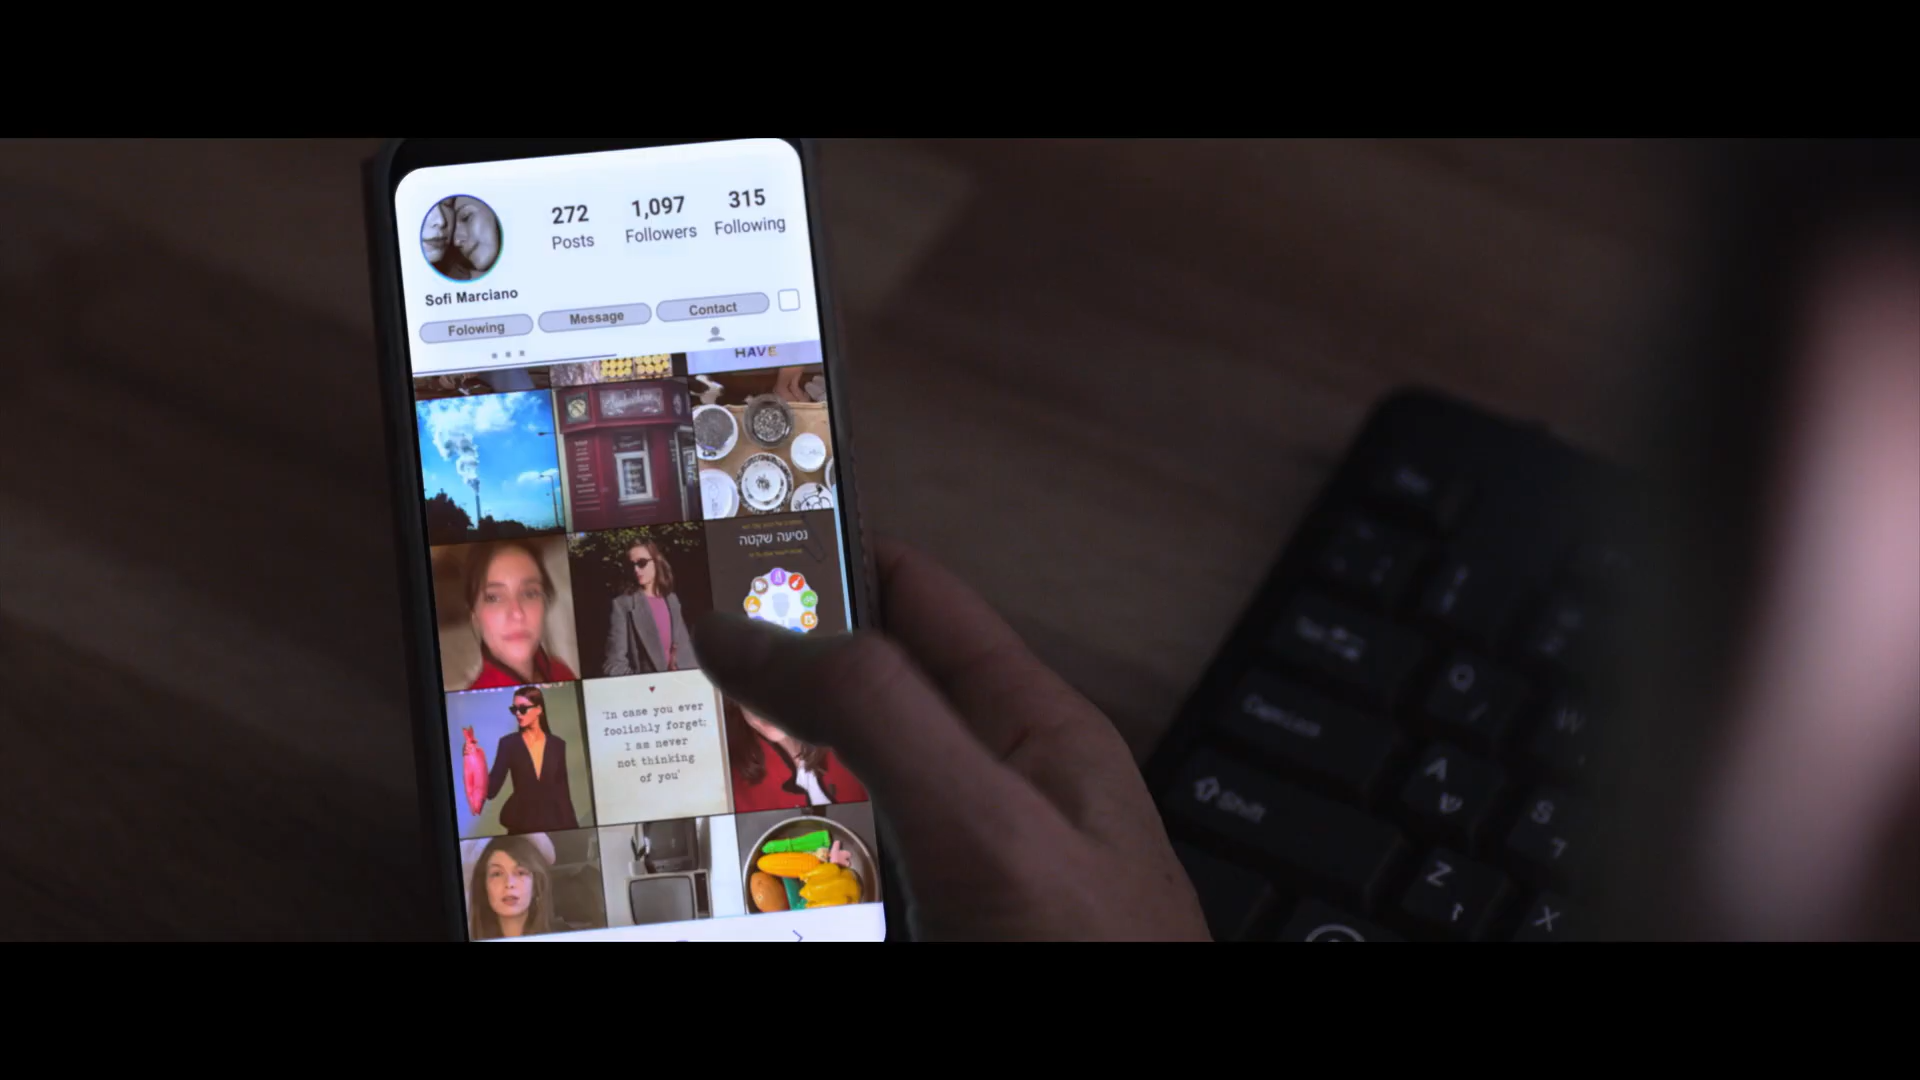 272 1,097 315
Posts Followers Following
Sofi Marciano
Folowing Message Contact
HAVE
נסיעה שקטה
'In case you ever
foolishly forget:
I am never
not thinking
of you'
Q
W
A
ש
S
Shift
Z
ז
X